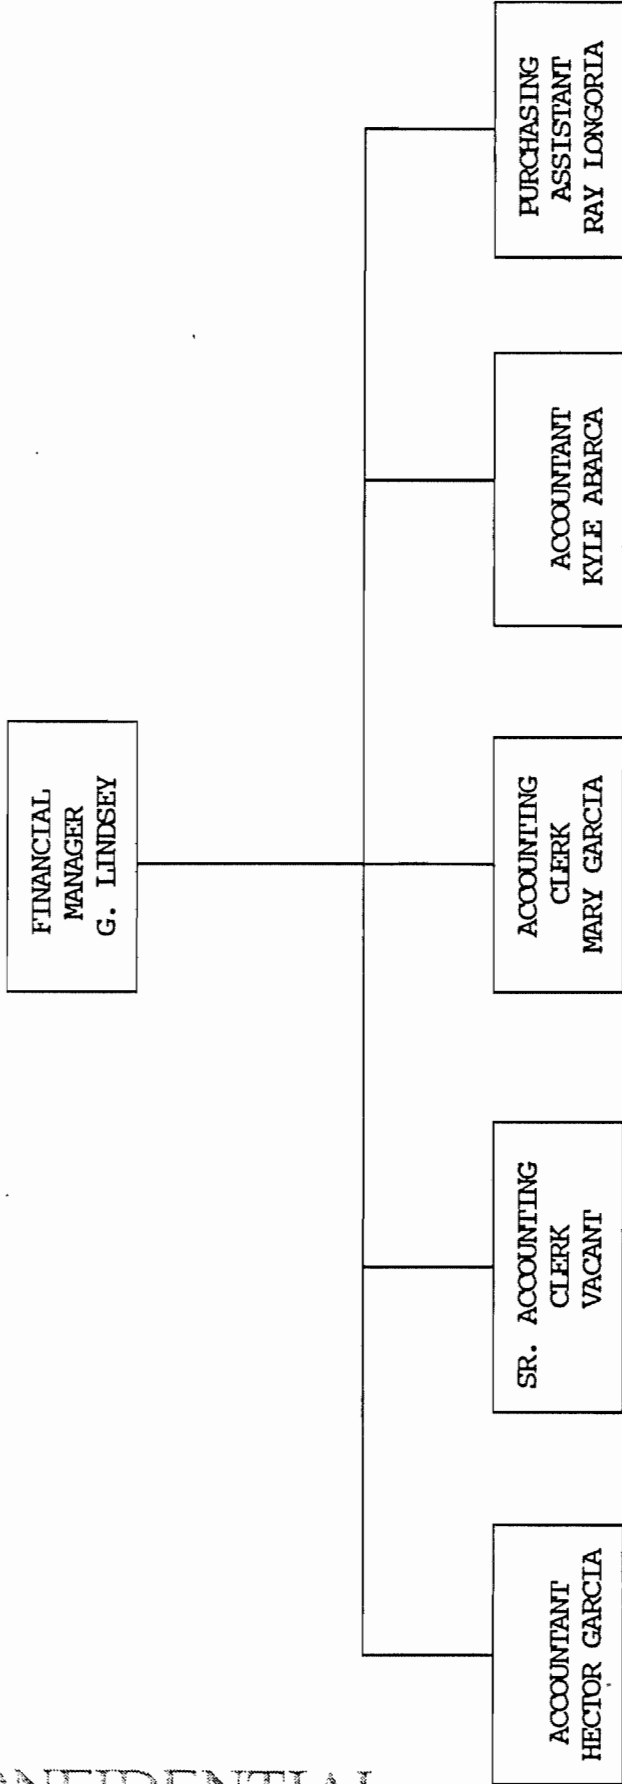 FINANCIAL
MANAGER
G. LINDSEY
ACCOUNTANT
HECTOR GARCIA
SR. ACCOUNTING
CLERK
VACANT
ACCOUNTING
CLERK
MARY GARCIA
ACCOUNTANT
KYLE ABARCA
PURCHASING
ASSISTANT
RAY LONGORIA
CONFIDENTIAL